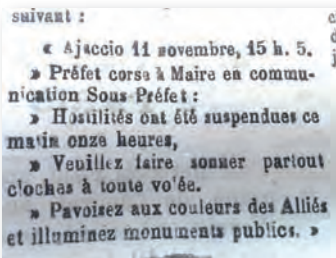 suivant :
« Ajaccio 11 novembre, 15 h. 5.
» Préfet corse à Maire en commu-
nication Sous-Préfet :
» Hostilités ont été suspendues ce
matin onze heures,
» Veuillez faire sonner partout
cloches à toute volée.
» Pavoisez aux couleurs des Alliés
et illuminez monuments publics. »